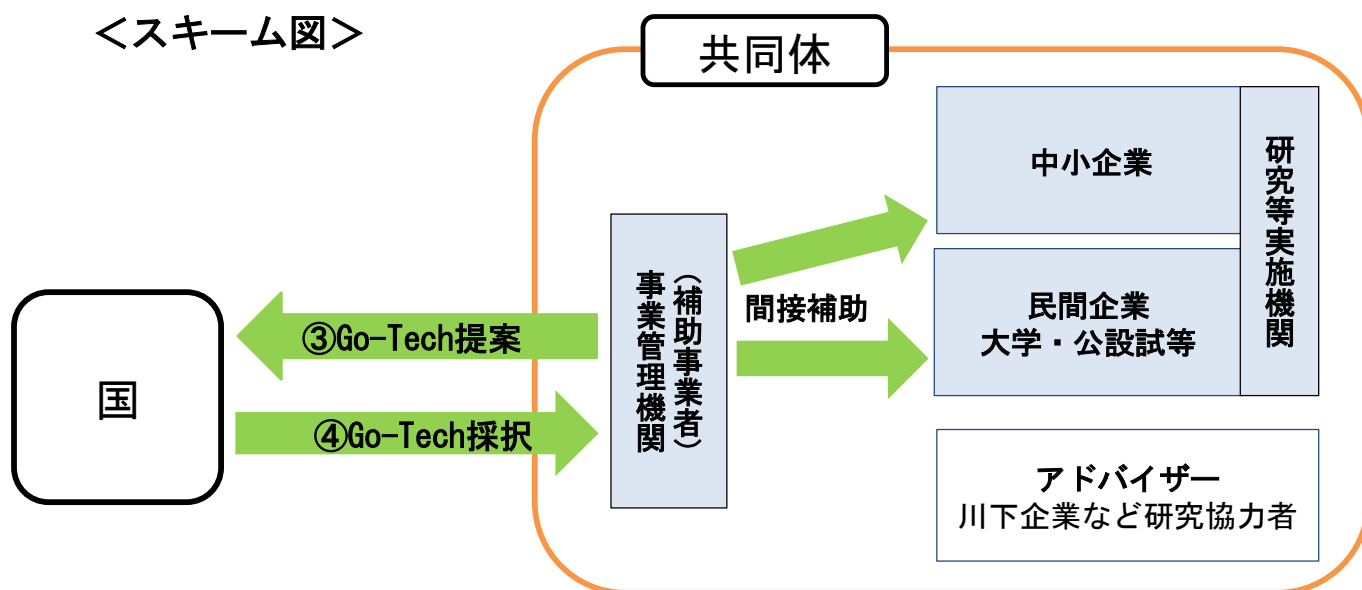 ＜スキーム図＞
共同体
中小企業
研究等実施機関
民間企業
大学・公設試等
間接補助
事業管理機関
（補助事業者）
③Go-Tech提案
④Go-Tech採択
国
アドバイザー
川下企業など研究協力者